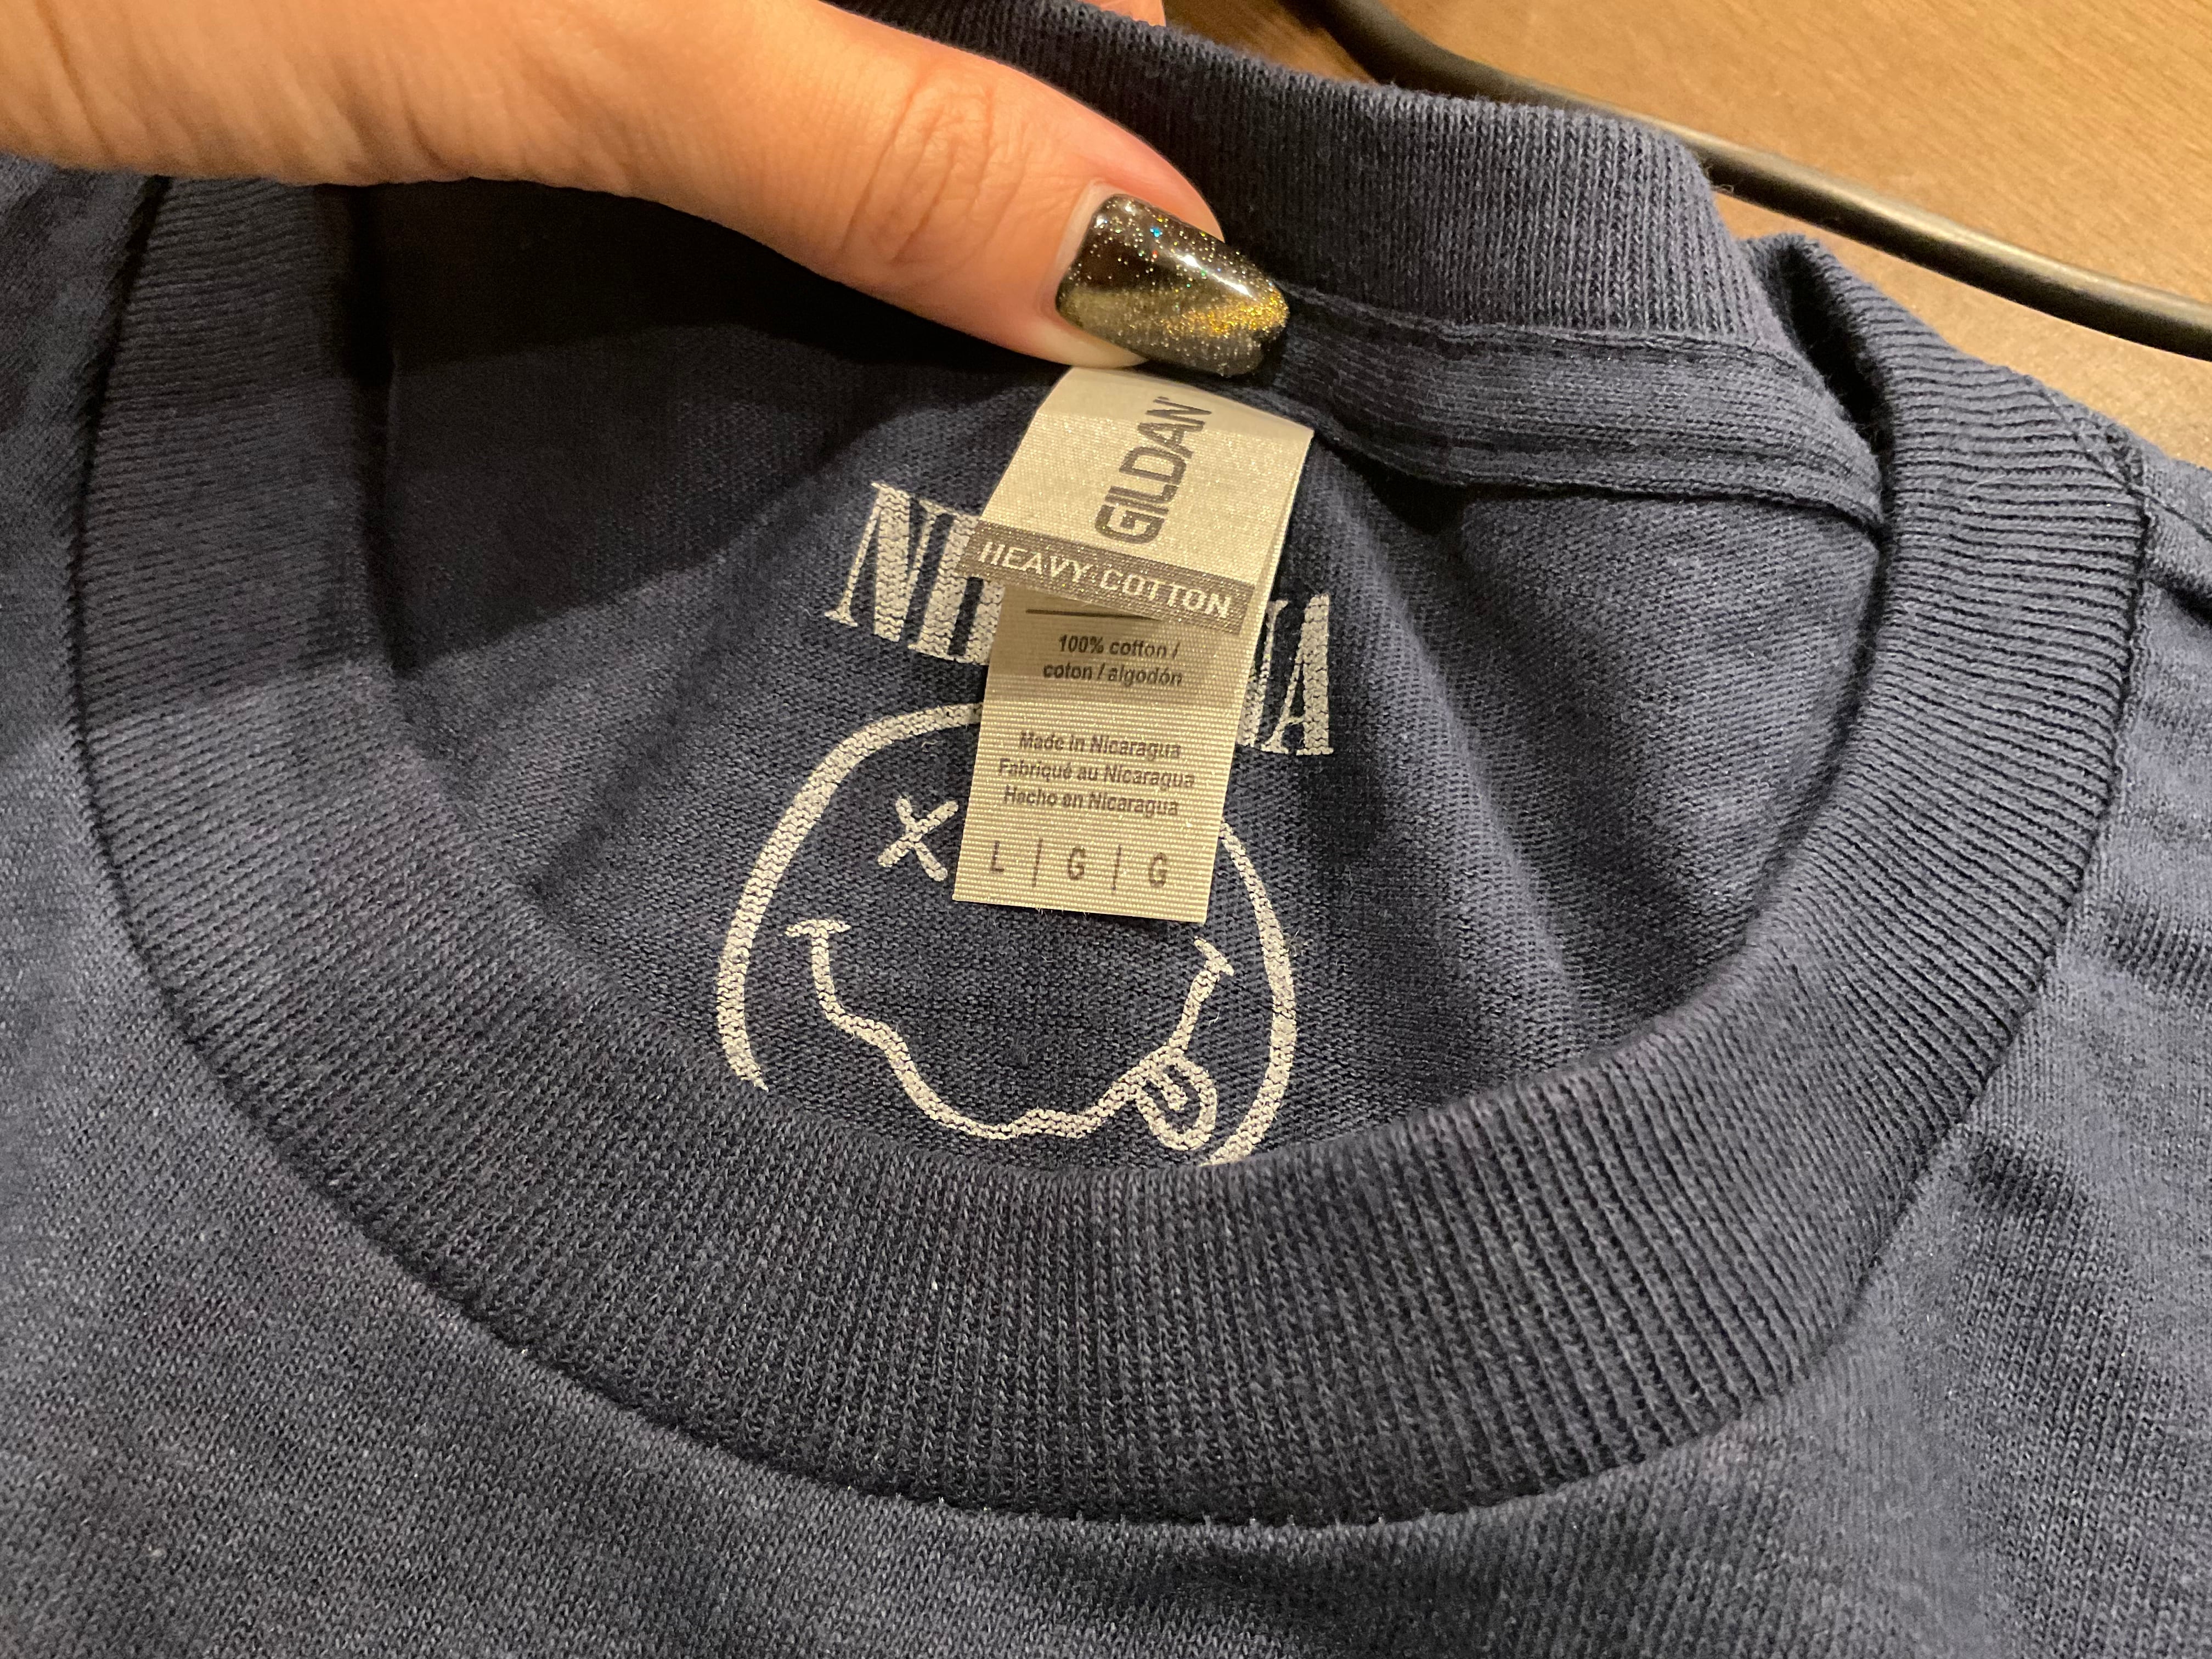 GILDAN
HEAVY COTTON
100% cotton /
coton / algodón
Made in Nicaragua
Fabriqué au Nicaragua
Hecho en Nicaragua
L | G | G